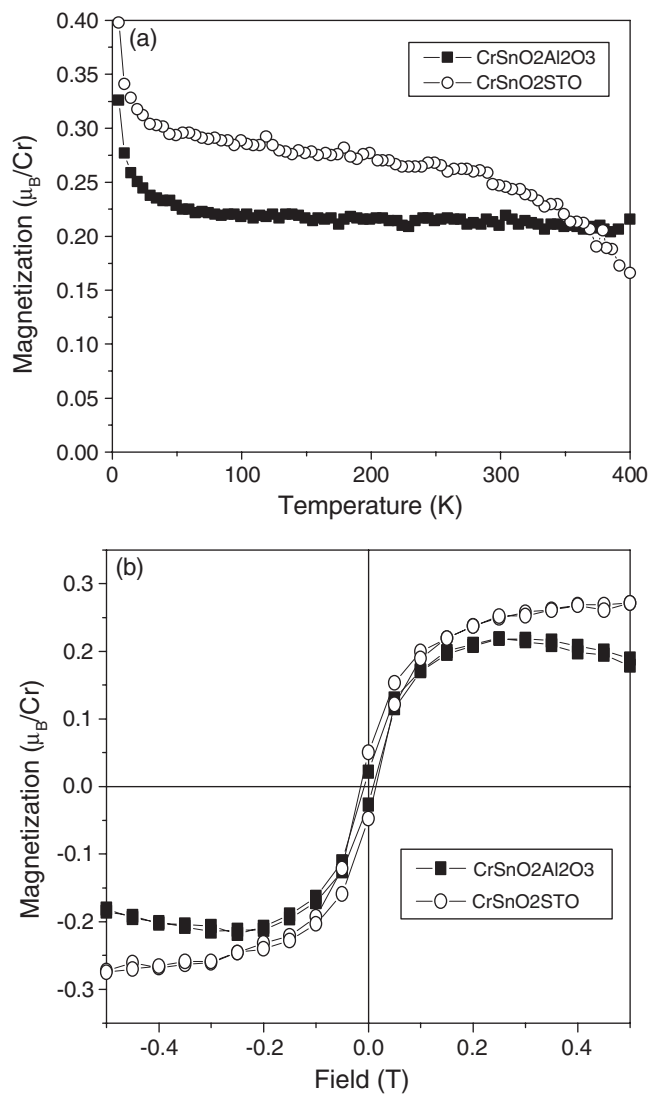 (a)
CrSnO2Al2O3
CrSnO2STO
0.40
0.35
0.30
0.25
0.20
0.15
0.10
0.05
0.00
Magnetization (μB/Cr)
0 100 200 300 400
Temperature (K)
(b)
0.3
0.2
0.1
0.0
-0.1
-0.2
-0.3
Magnetization (μB/Cr)
CrSnO2Al2O3
CrSnO2STO
-0.4 -0.2 0.0 0.2 0.4
Field (T)